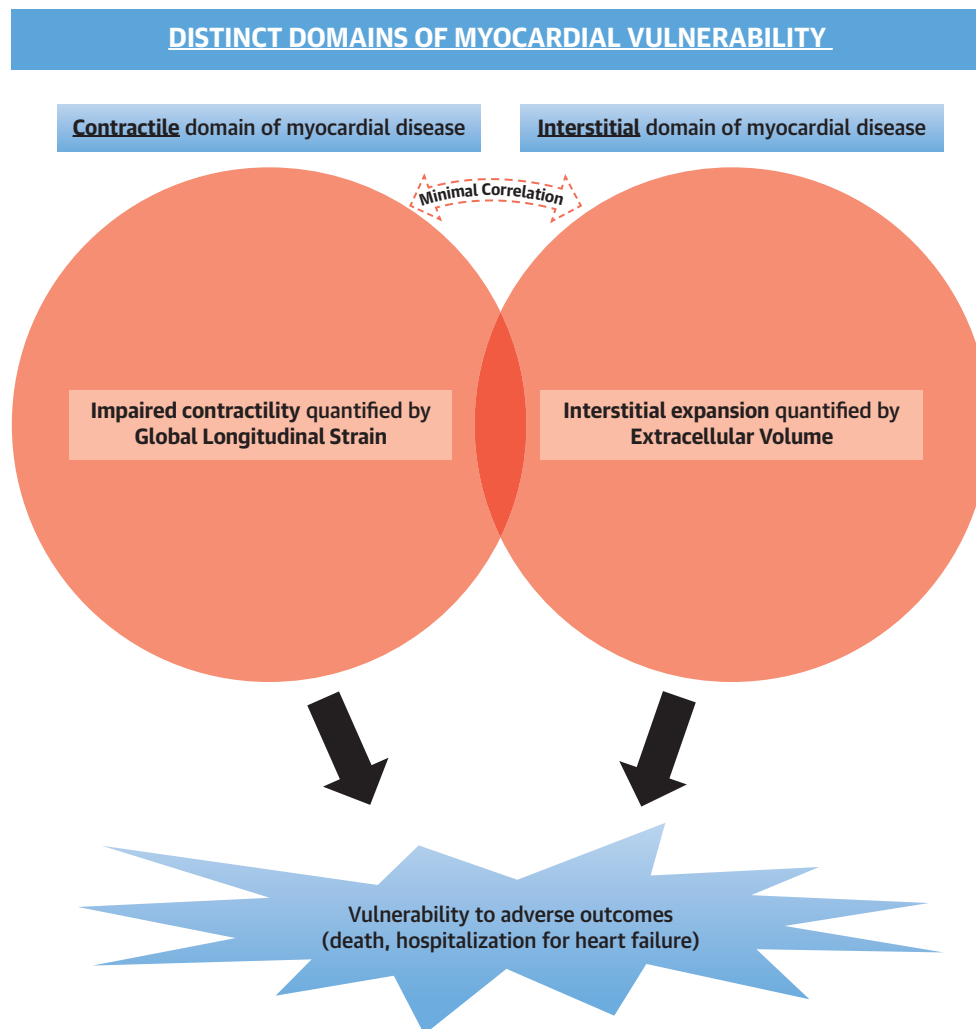 DISTINCT DOMAINS OF MYOCARDIAL VULNERABILITY
Contractile domain of myocardial disease
Interstitial domain of myocardial disease
Minimal Correlation
Impaired contractility quantified by
Global Longitudinal Strain
Interstitial expansion quantified by
Extracellular Volume
Vulnerability to adverse outcomes
(death, hospitalization for heart failure)